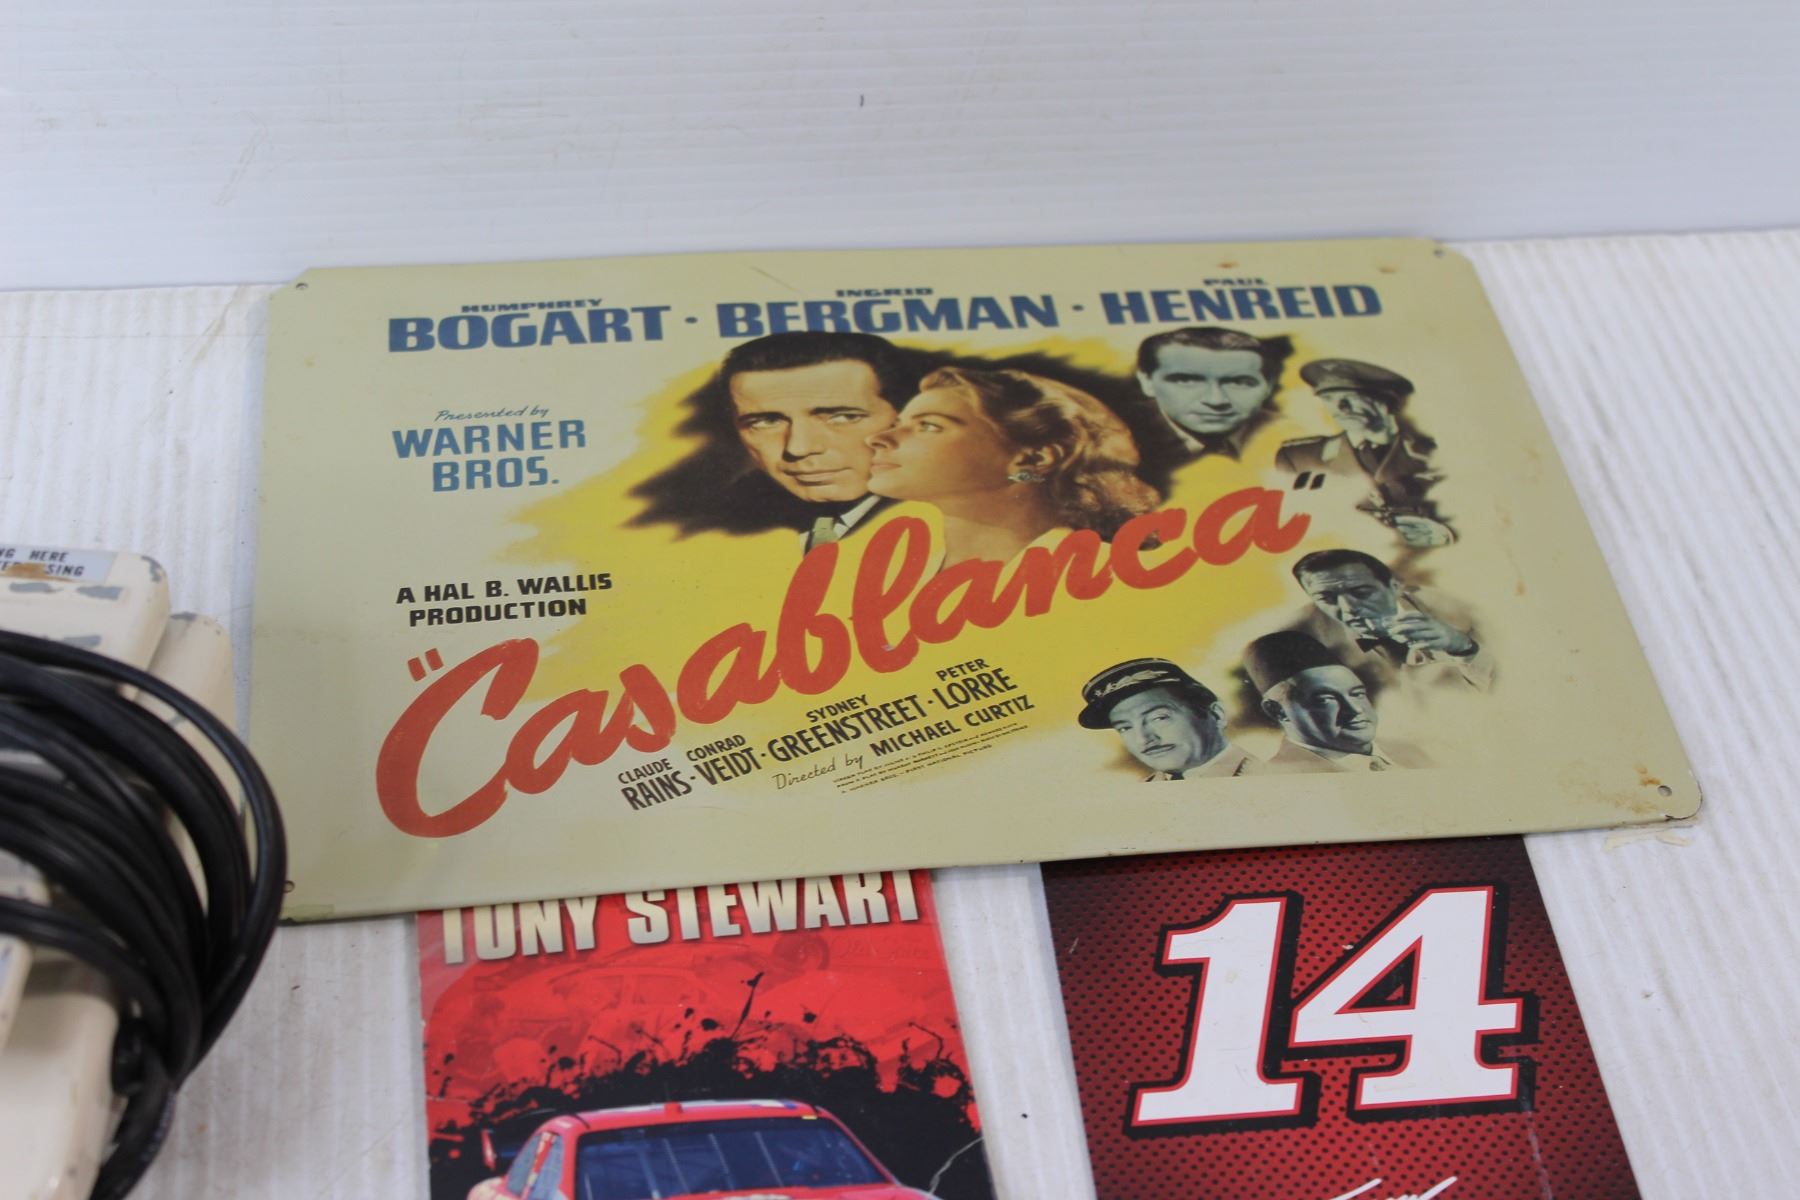 HUMPHREY INGRID PAUL
BOGART · BERGMAN · HENREID
Presented by
WARNER
BROS.
A HAL B. WALLIS
PRODUCTION
"Casablanca"
CLAUDE CONRAD SYDNEY PETER
RAINS · VEIDT · GREENSTREET · LORRE
Directed by MICHAEL CURTIZ
HERE
TONY STEWART
14